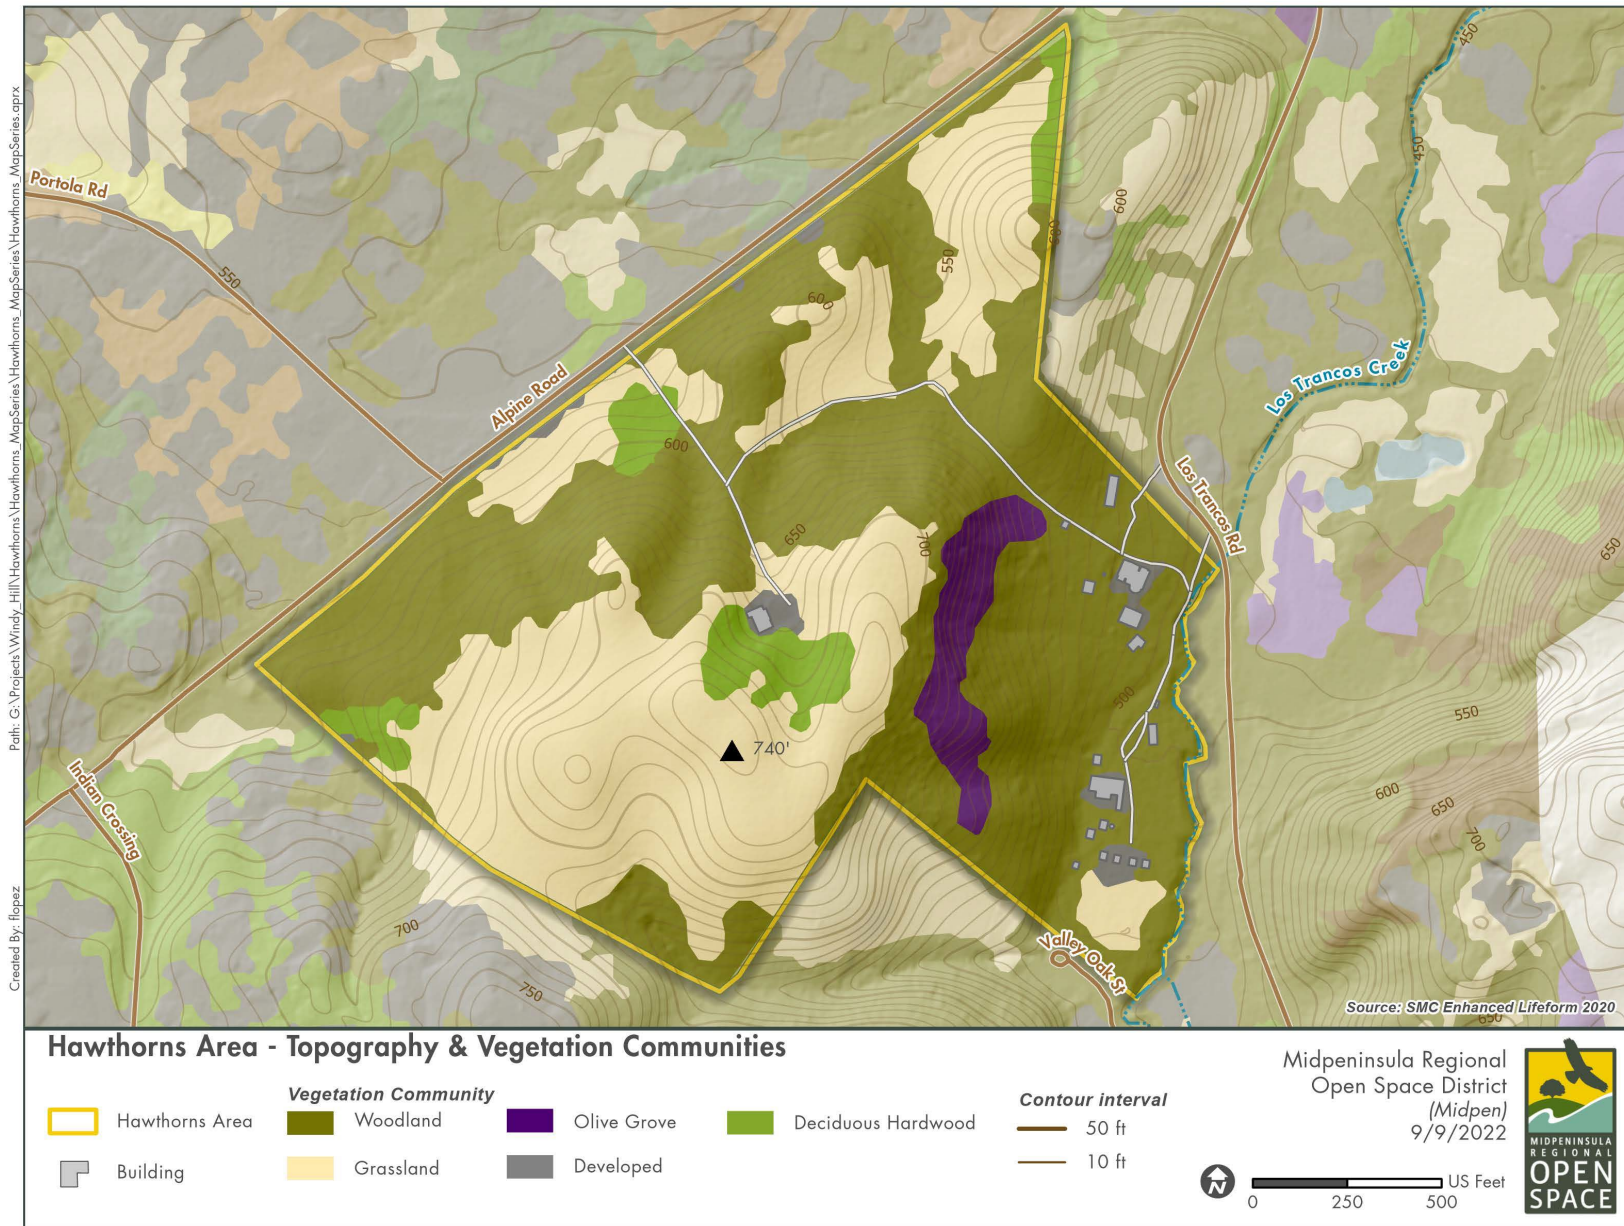 Path: G:\Projects\Windy_Hill\Hawthorns\Hawthorns_MapSeries\Hawthorns_MapSeries.aprx
Created By: flopez
450
450
Portola Rd
550
600
600
550
600
Alpine Road
Los Trancos Creek
600
Los Trancos Rd
650
700
650
500
740'
550
600
650
700
Indian Crossing
700
750
Valley Oak St
650
Source: SMC Enhanced Lifeform 2020
Hawthorns Area - Topography & Vegetation Communities
Vegetation Community
Hawthorns Area
Building
Woodland
Grassland
Olive Grove
Developed
Deciduous Hardwood
Contour interval
50 ft
10 ft
Midpeninsula Regional
Open Space District
(Midpen)
9/9/2022
N
US Feet
0 250 500
MIDPENINSULA
REGIONAL
OPEN
SPACE